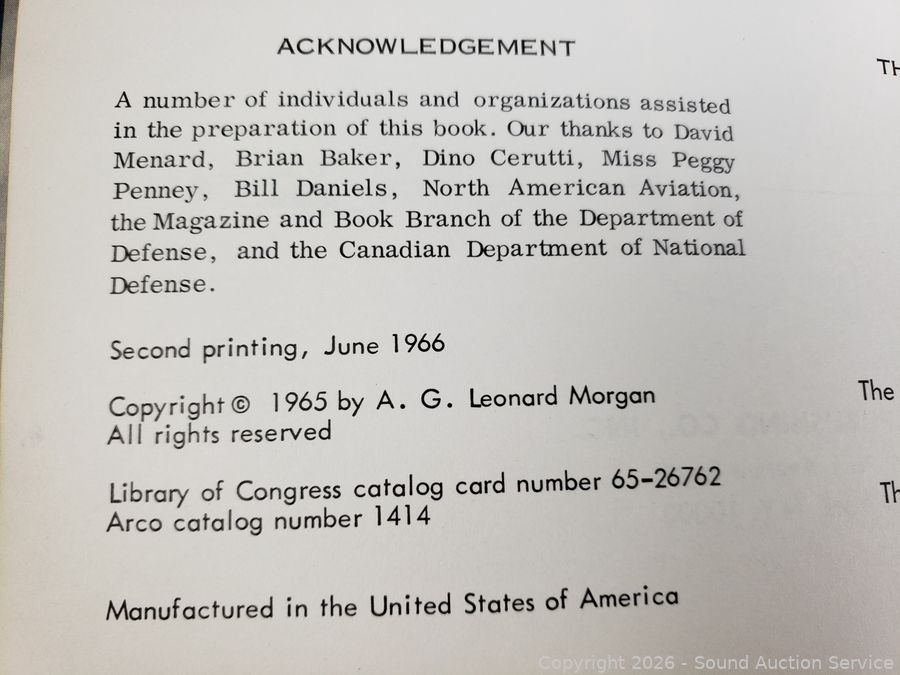 ACKNOWLEDGEMENT
A number of individuals and organizations assisted
in the preparation of this book. Our thanks to David
Menard, Brian Baker, Dino Cerutti, Miss Peggy
Penney, Bill Daniels, North American Aviation,
the Magazine and Book Branch of the Department of
Defense, and the Canadian Department of National
Defense.
Second printing, June 1966
Copyright © 1965 by A. G. Leonard Morgan
All rights reserved
Library of Congress catalog card number 65-26762
Arco catalog number 1414
Manufactured in the United States of America
The
Copyright 2026 - Sound Auction Service